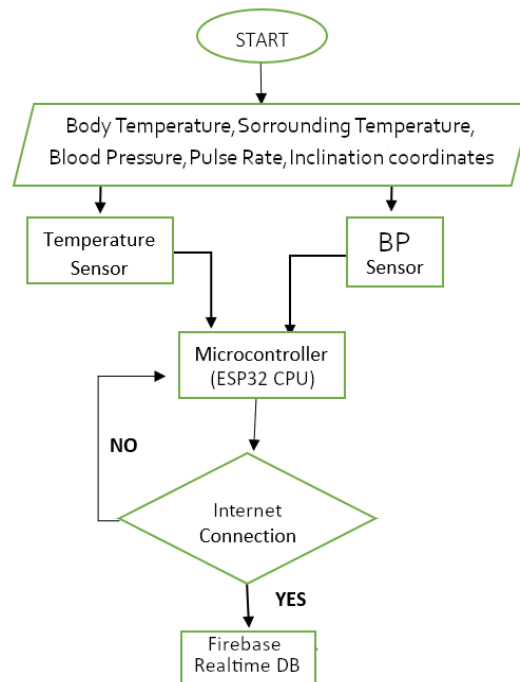 START
Body Temperature, Sorrounding Temperature,
Blood Pressure, Pulse Rate, Inclination coordinates
Temperature
Sensor
BP
Sensor
Microcontroller
(ESP32 CPU)
NO
Internet
Connection
YES
Firebase
Realtime DB